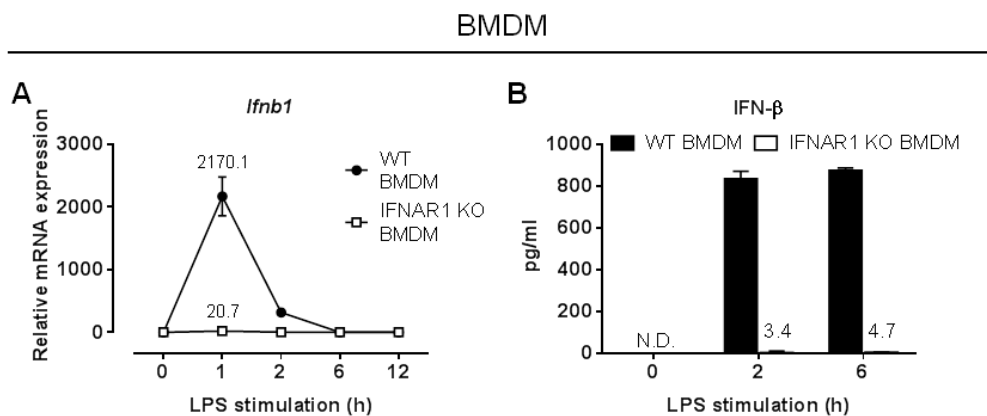 BMDM
A
Ifnb1
Relative mRNA expression
3000
2000
1000
0
2170.1
20.7
WT
BMDM
IFNAR1 KO
BMDM
0 1 2 6 12
LPS stimulation (h)
B
IFN-β
WT BMDM IFNAR1 KO BMDM
pg/ml
1000
800
600
400
200
0
N.D.
3.4
4.7
0 2 6
LPS stimulation (h)